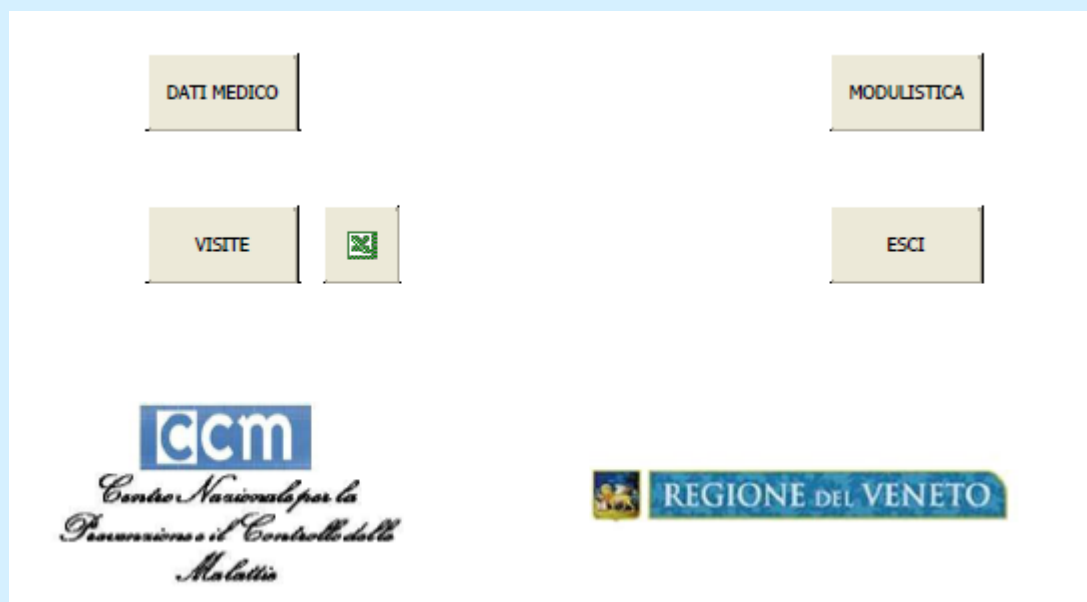 DATI MEDICO
MODULISTICA
VISITE
ESCI
ccm
Centro Nazionale per la
Prevenzione e il Controllo delle
Malattie
REGIONE DEL VENETO